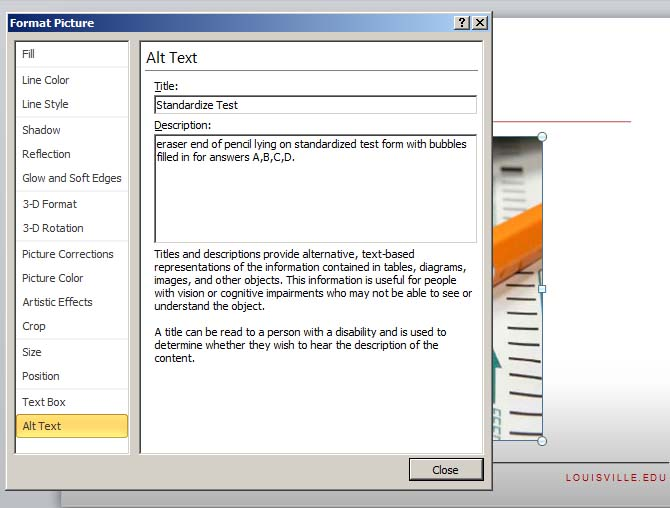 Format Picture
Fill
Line Color
Line Style
Shadow
Reflection
Glow and Soft Edges
3-D Format
3-D Rotation
Picture Corrections
Picture Color
Artistic Effects
Crop
Size
Position
Text Box
Alt Text
Alt Text
Title:
Standardize Test
Description:
eraser end of pencil lying on standardized test form with bubbles
filled in for answers A,B,C,D.
Titles and descriptions provide alternative, text-based
representations of the information contained in tables, diagrams,
images, and other objects. This information is useful for people
with vision or cognitive impairments who may not be able to see or
understand the object.
A title can be read to a person with a disability and is used to
determine whether they wish to hear the description of the
content.
Close
LOUISVILLE.EDU